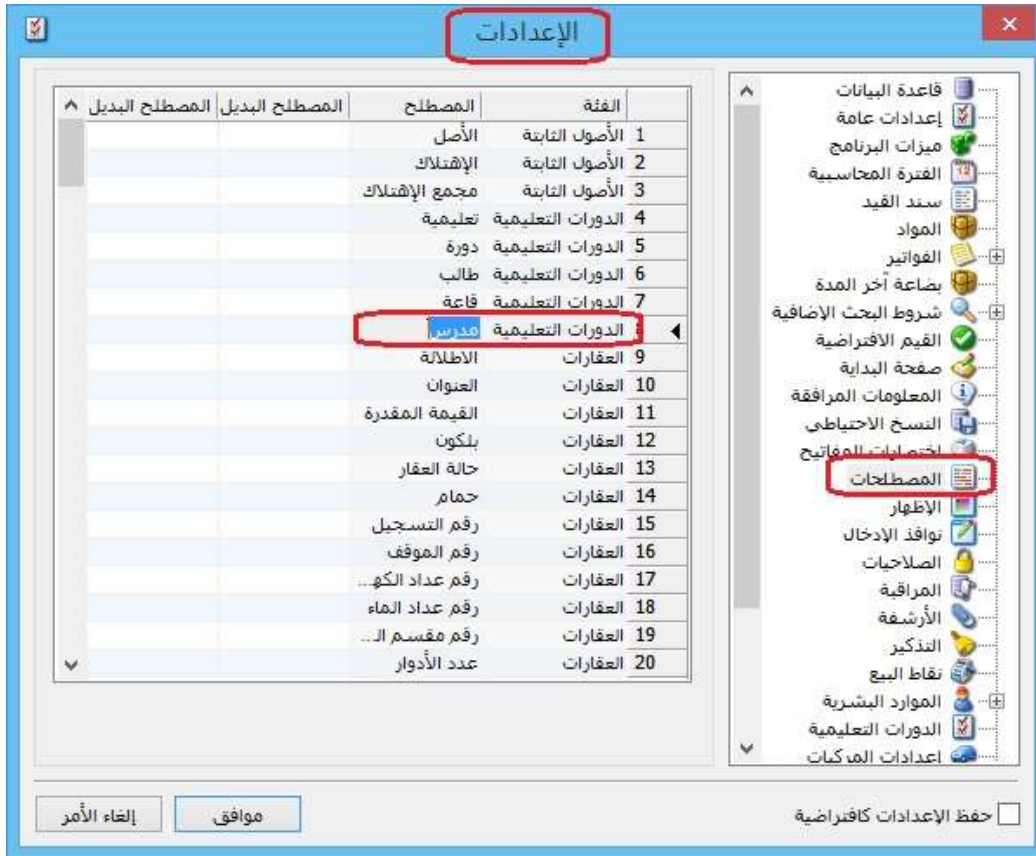 الإعدادات
قاعدة البيانات
إعدادات عامة
ميزات البرنامج
الفترة المحاسبية
سند القيد
المواد
الفواتير
بضاعة آخر المدة
شروط البحث الإضافية
القيم الافتراضية
صفحة البداية
المعلومات المرافقة
النسخ الاحتياطي
اختصارات المفاتيح
المصطلحات
الإظهار
نوافذ الإدخال
الصلاحيات
المراقبة
الأرشفة
التذكير
نقاط البيع
الموارد البشرية
الدورات التعليمية
إعدادات المركبات
الفئة المصطلح المصطلح البديل المصطلح البديل
1 الأصول الثابتة الأصل
2 الأصول الثابتة الإهتلاك
3 الأصول الثابتة مجمع الإهتلاك
4 الدورات التعليمية تعليمية
5 الدورات التعليمية دورة
6 الدورات التعليمية طالب
7 الدورات التعليمية قاعة
8 الدورات التعليمية مدرس
9 العقارات الاطلالة
10 العقارات العنوان
11 العقارات القيمة المقدرة
12 العقارات بلكون
13 العقارات حالة العقار
14 العقارات حمام
15 العقارات رقم التسجيل
16 العقارات رقم الموقف
17 العقارات رقم عداد الكه...
18 العقارات رقم عداد الماء
19 العقارات رقم مقسم الـ...
20 العقارات عدد الأدوار
حفظ الإعدادات كافتراضية
موافق
إلغاء الأمر